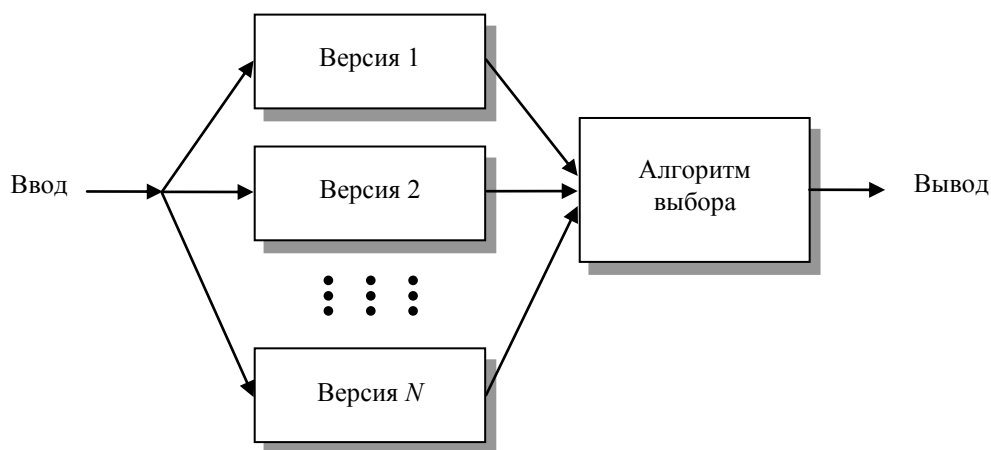 Версия 1
Ввод
Версия 2
Алгоритм
выбора
Вывод
Версия N